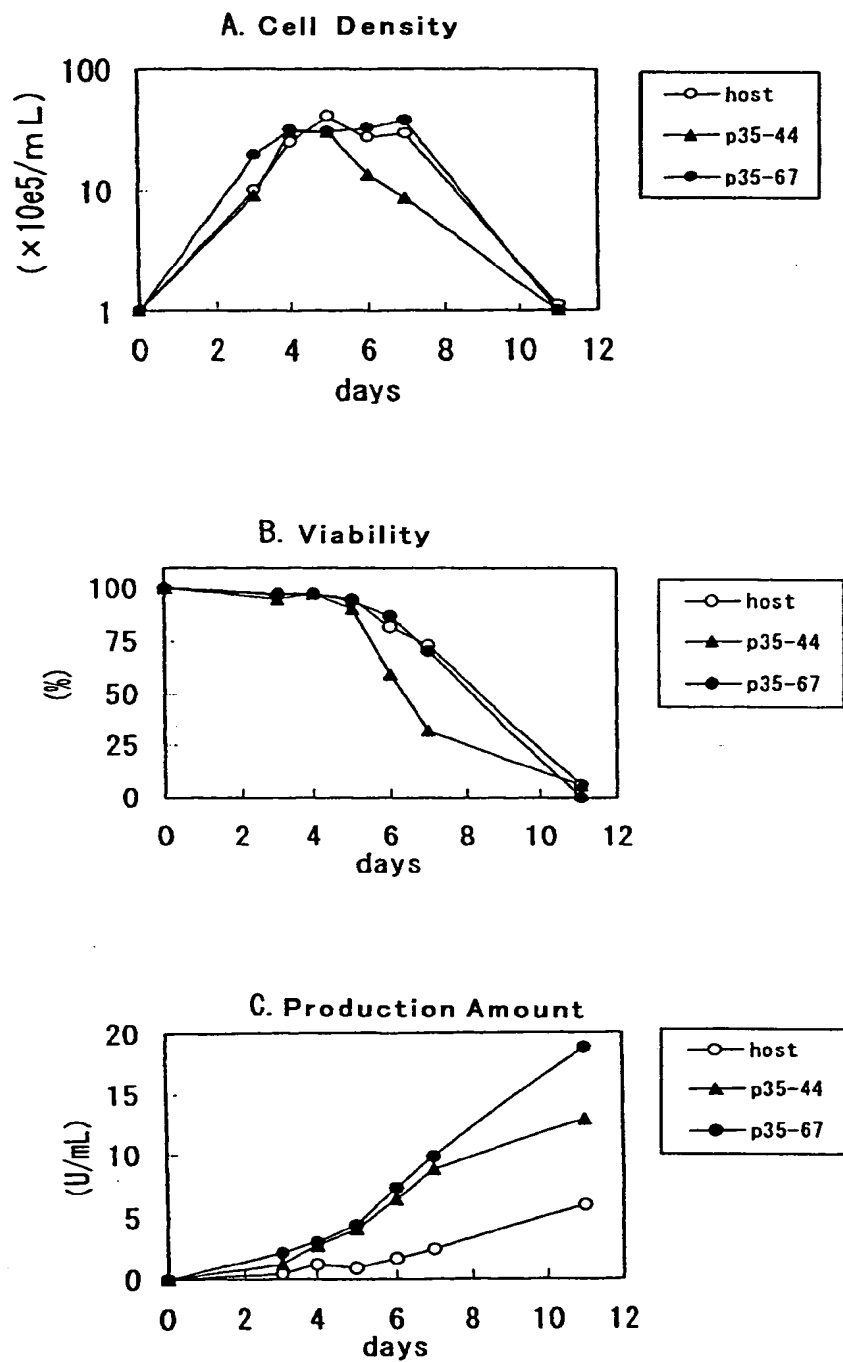 A. Cell Density
100
10
1
(×10e5/mL)
0 2 4 6 8 10 12
days
host
p35-44
p35-67
B. Viability
100
75
50
25
0
(%)
0 2 4 6 8 10 12
days
host
p35-44
p35-67
C. Production Amount
20
15
10
5
0
(U/mL)
0 2 4 6 8 10 12
days
host
p35-44
p35-67